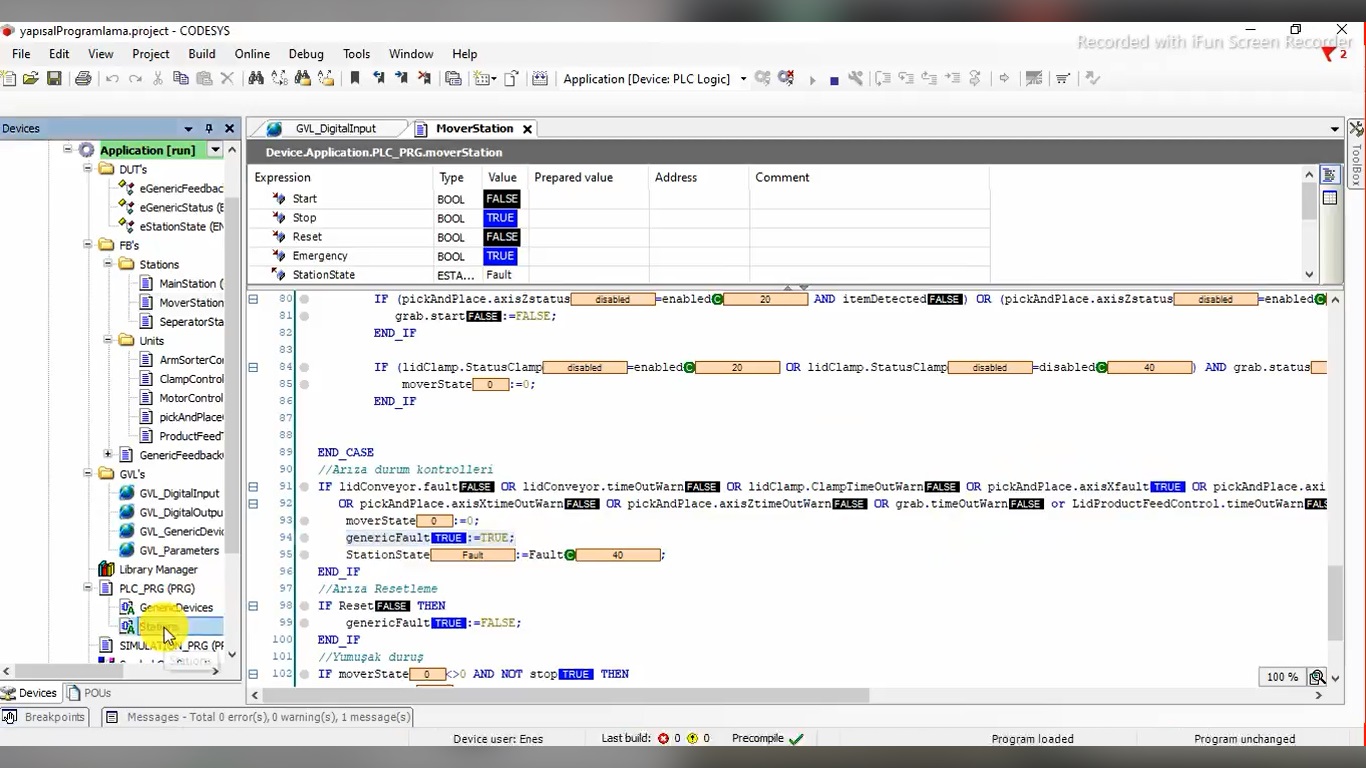 yapısalProgramlama.project - CODESYS
Recorded with iFun Screen Recorder
File Edit View Project Build Online Debug Tools Window Help
2
Application [Device: PLC Logic]
Devices
GVL_DigitalInput
MoverStation
Application [run]
DUT's
eGenericFeedbac
eGenericStatus (E
eStationState (EN
FB's
Stations
MainStation (
MoverStation
SeperatorSta
Units
ArmSorterCor
ClampControl
MotorControl
pickAndPlace
ProductFeedT
GenericFeedback
GVL's
GVL_DigitalInput
GVL_DigitalOutpu
GVL_GenericDevic
GVL_Parameters
Library Manager
PLC_PRG (PRG)
GenericDevices
Stations
SIMULATION_PRG (PR
Stations
Devices POUs
Device.Application.PLC_PRG.moverStation
Expression Type Value Prepared value Address Comment
Start BOOL FALSE
Stop BOOL TRUE
Reset BOOL FALSE
Emergency BOOL TRUE
StationState ESTA... Fault
ToolBox
80 IF (pickAndPlace.axisZstatus disabled =enabled C 20 AND itemDetected FALSE ) OR (pickAndPlace.axisZstatus disabled =enabled C
81 grab.start FALSE :=FALSE;
82 END_IF
83
84 IF (lidClamp.StatusClamp disabled =enabled C 20 OR lidClamp.StatusClamp disabled =disabled C 40 ) AND grab.status
85 moverState 0 :=0;
86 END_IF
87
88
89 END_CASE
90 //Arıza durum kontrolleri
91 IF lidConveyor.fault FALSE OR lidConveyor.timeOutWarn FALSE OR lidClamp.ClampTimeOutWarn FALSE OR pickAndPlace.axisXfault TRUE OR pickAndPlace.axi
92 OR pickAndPlace.axisXtimeOutWarn FALSE OR pickAndPlace.axisZtimeOutWarn FALSE OR grab.timeOutWarn FALSE or LidProductFeedControl.timeOutWarn FALS
93 moverState 0 :=0;
94 genericFault TRUE :=TRUE;
95 StationState Fault :=Fault C 40 ;
96 END_IF
97 //Arıza Resetleme
98 IF Reset FALSE THEN
99 genericFault TRUE :=FALSE;
100 END_IF
101 //Yumuşak duruş
102 IF moverState 0 <>0 AND NOT stop TRUE THEN
100 %
Breakpoints Messages - Total 0 error(s), 0 warning(s), 1 message(s)
Device user: Enes Last build: 0 0 Precompile Program loaded Program unchanged